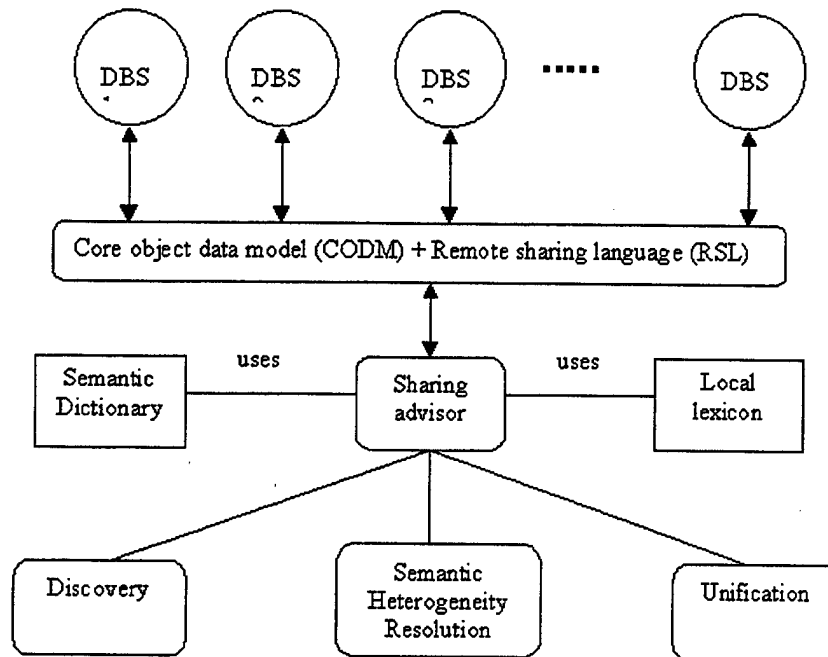 DBS
DBS
DBS
DBS
Core object data model (CODM) + Remote sharing language (RSL)
uses
uses
Semantic
Dictionary
Sharing
advisor
Local
lexicon
Discovery
Semantic
Heterogeneity
Resolution
Unification